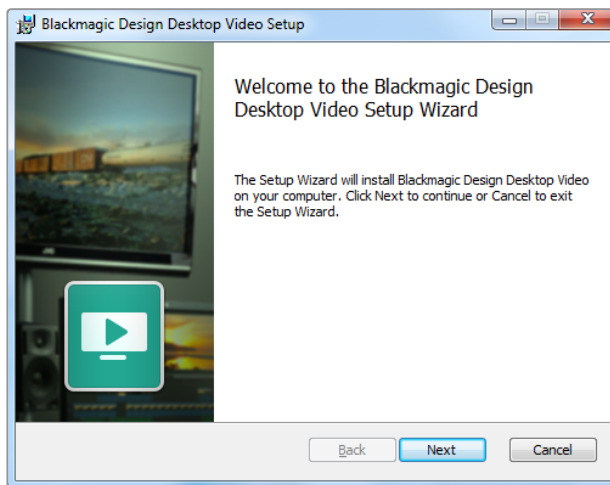 Blackmagic Design Desktop Video Setup
Welcome to the Blackmagic Design
Desktop Video Setup Wizard
The Setup Wizard will install Blackmagic Design Desktop Video
on your computer. Click Next to continue or Cancel to exit
the Setup Wizard.
JVC
Back
Next
Cancel